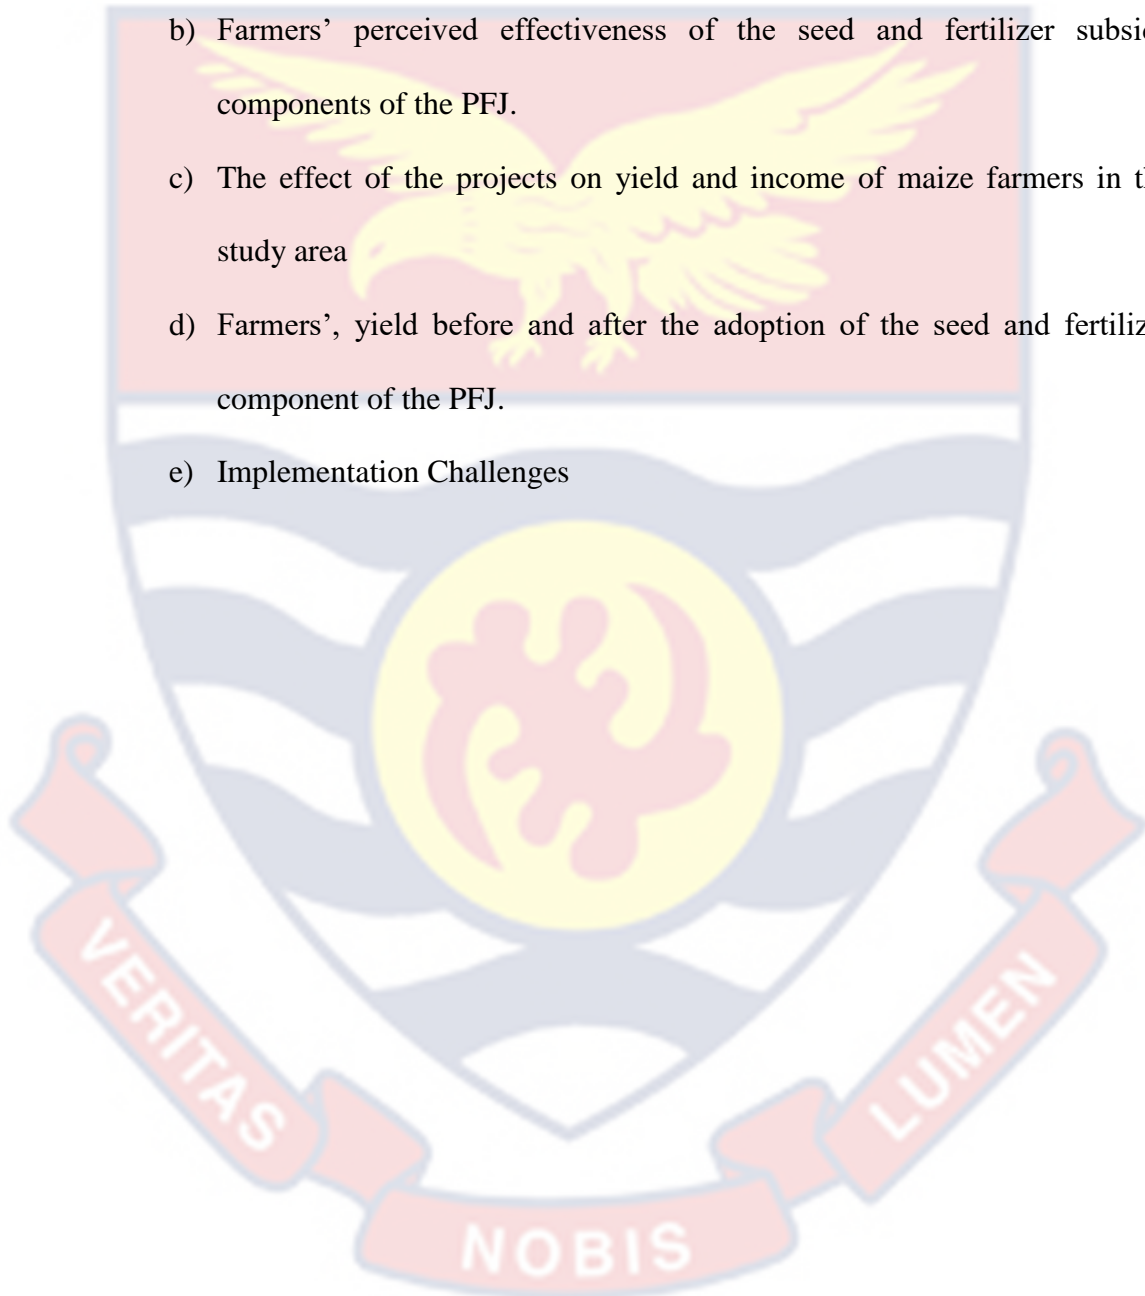 b) Farmers’ perceived effectiveness of the seed and fertilizer
components of the PFJ.
c) The effect of the projects on yield and income of maize farmers in
study area
d) Farmers’, yield before and after the adoption of the seed and
component of the PFJ.
e) Implementation Challenges
VERITAS
NOBIS
LUMEN